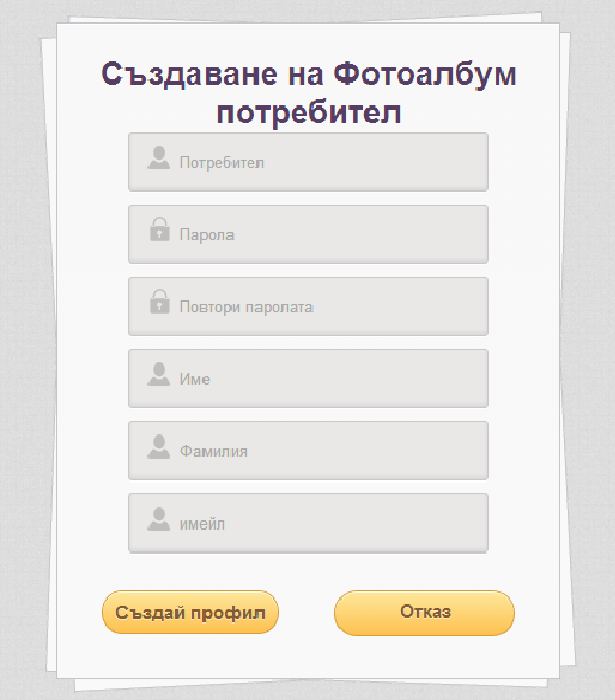 Създаване на Фотоалбум
потребител
Потребител
Парола
Повтори паролата
Име
Фамилия
имейл
Създай профил
Отказ